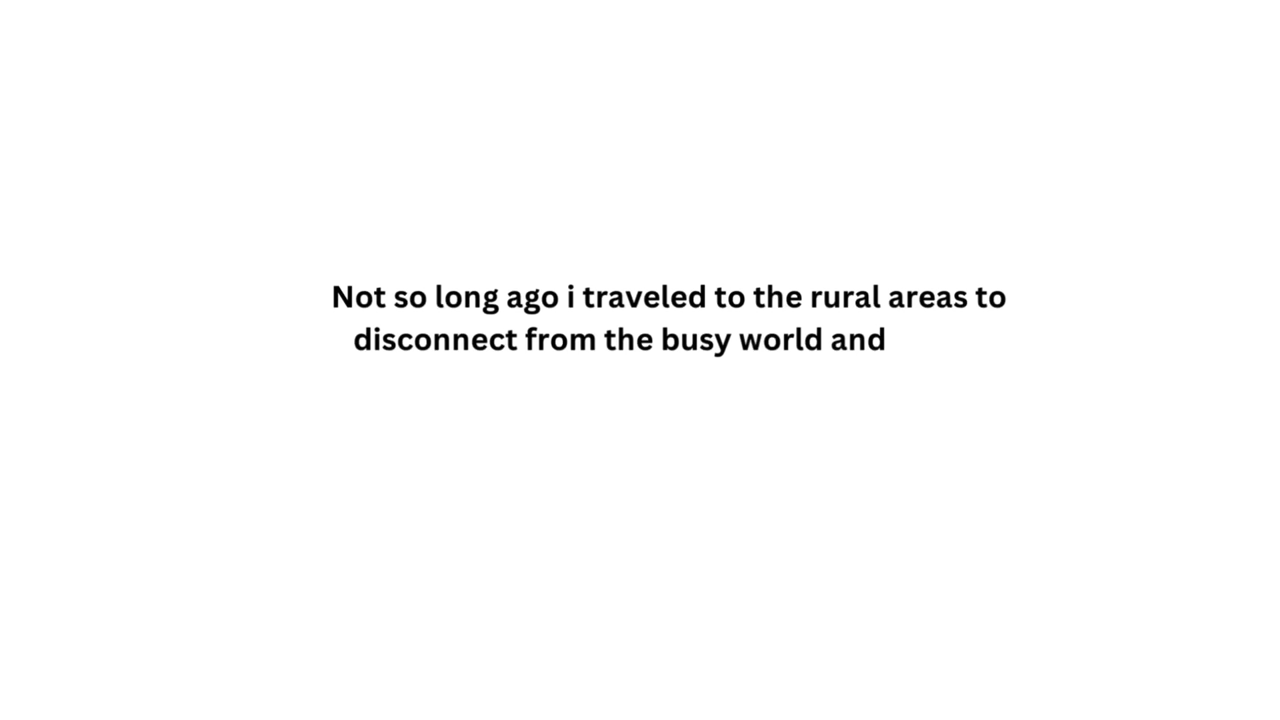 Not so long ago i traveled to the rural areas to
disconnect from the busy world and